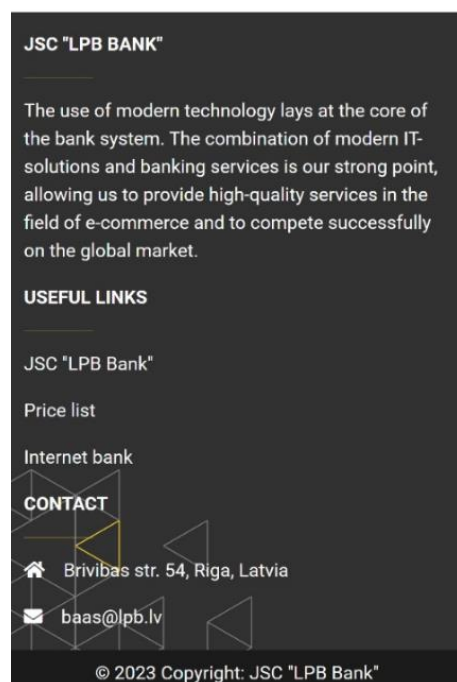 JSC "LPB BANK"
The use of modern technology lays at the core of
the bank system. The combination of modern IT-
solutions and banking services is our strong point,
allowing us to provide high-quality services in the
field of e-commerce and to compete successfully
on the global market.
USEFUL LINKS
JSC "LPB Bank"
Price list
Internet bank
CONTACT
Brivibas str. 54, Riga, Latvia
baas@lpb.lv
© 2023 Copyright: JSC "LPB Bank"